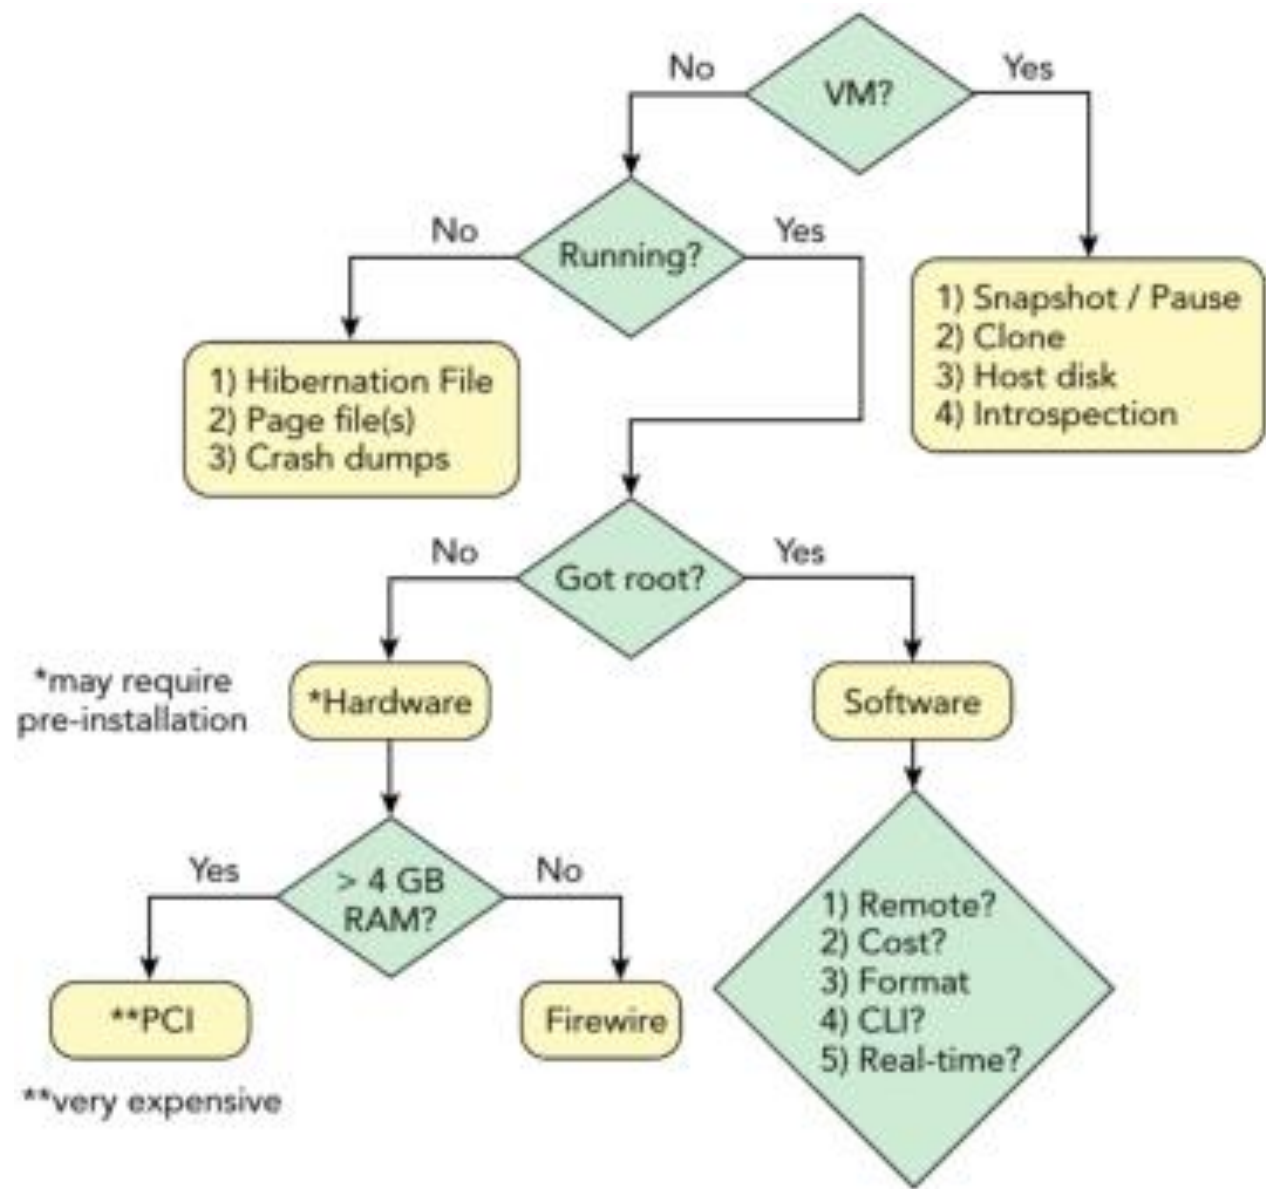 VM?
No
Yes
Running?
No
Yes
1) Snapshot / Pause
2) Clone
3) Host disk
4) Introspection
1) Hibernation File
2) Page file(s)
3) Crash dumps
Got root?
No
Yes
*may require
pre-installation
*Hardware
Software
> 4 GB
RAM?
Yes
No
1) Remote?
2) Cost?
3) Format
4) CLI?
5) Real-time?
**PCI
Firewire
**very expensive